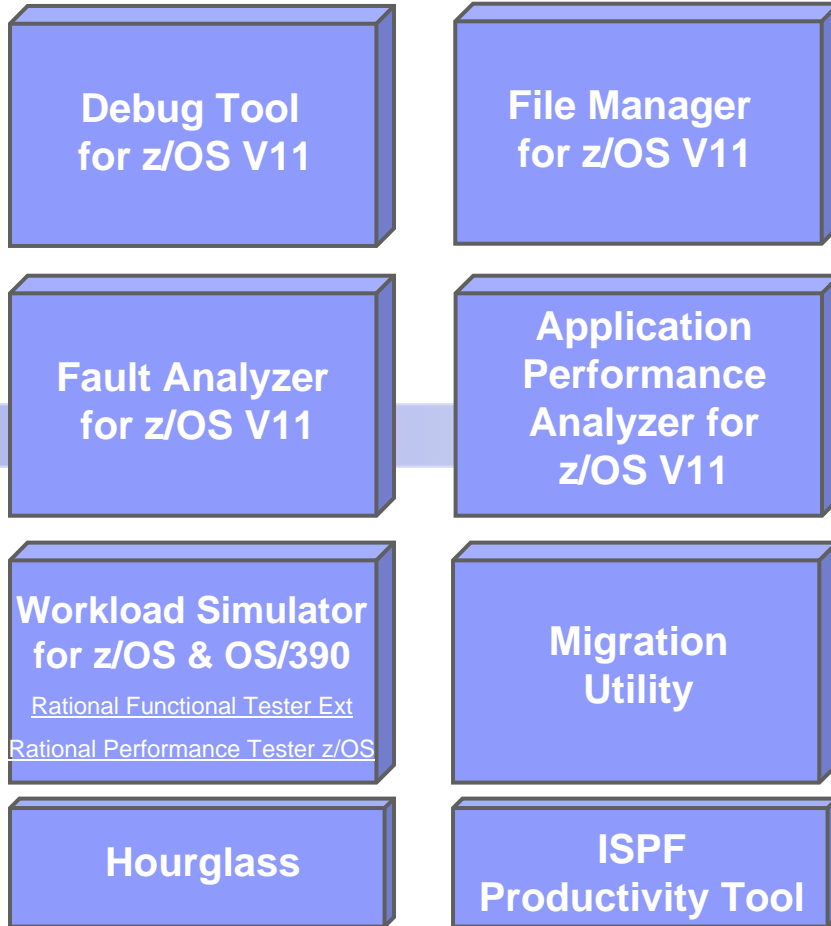 Debug Tool
for z/OS V11
File Manager
for z/OS V11
Fault Analyzer
for z/OS V11
Application
Performance
Analyzer for
z/OS V11
Workload Simulator
for z/OS & OS/390
Rational Functional Tester Ext
Rational Performance Tester z/OS
Migration
Utility
Hourglass
ISPF
Productivity Tool